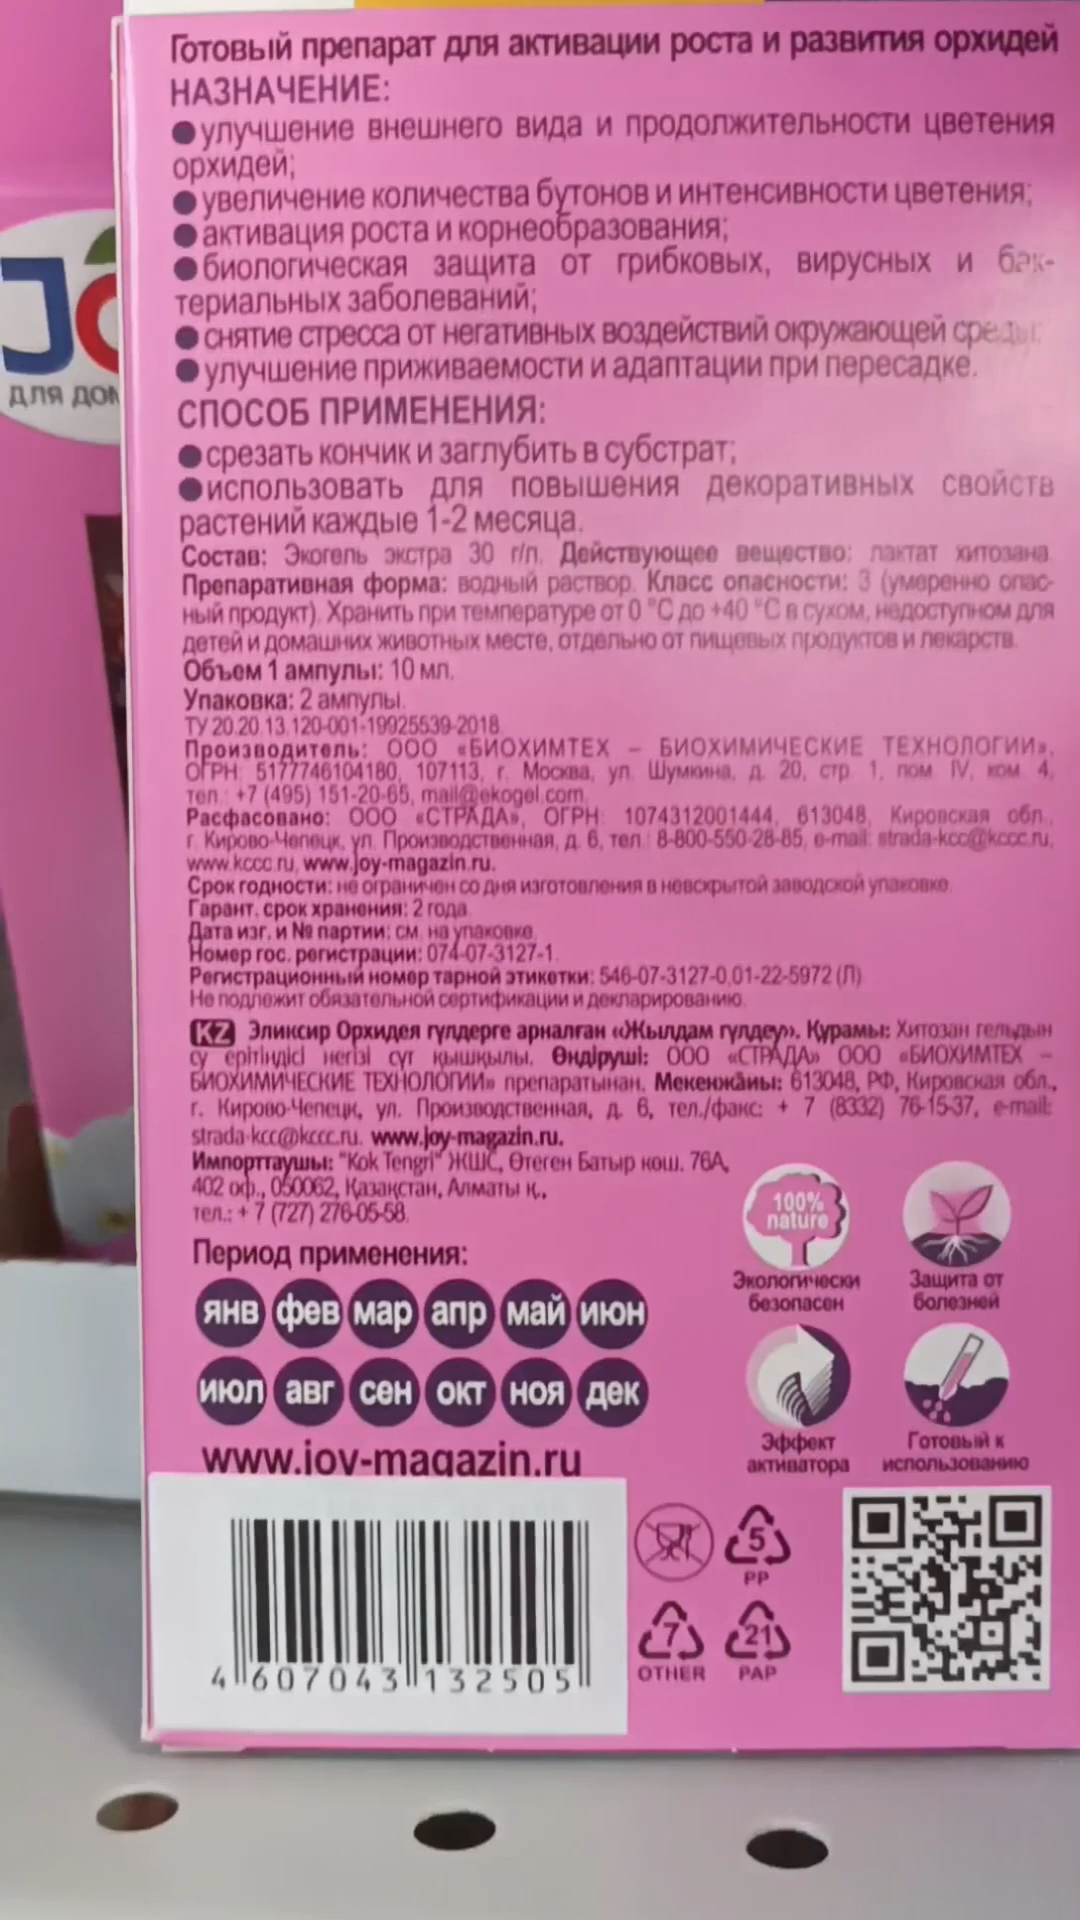 Готовый препарат для активации роста и развития орхидей
НАЗНАЧЕНИЕ:
●улучшение внешнего вида и продолжительности цветения
орхидей;
●увеличение количества бутонов и интенсивности цветения;
●активация роста и корнеобразования;
●биологическая защита от грибковых, вирусных и бак-
териальных заболеваний;
●снятие стресса от негативных воздействий окружающей среды;
●улучшение приживаемости и адаптации при пересадке.
СПОСОБ ПРИМЕНЕНИЯ:
●срезать кончик и заглубить в субстрат;
●использовать для повышения декоративных свойств
растений каждые 1-2 месяца.
Состав: Экогель экстра 30 г/л. Действующее вещество: лактат хитозана.
Препаративная форма: водный раствор. Класс опасности: 3 (умеренно опас-
ный продукт). Хранить при температуре от 0 °C до +40 °C в сухом, недоступном для
детей и домашних животных месте, отдельно от пищевых продуктов и лекарств.
Объем 1 ампулы: 10 мл.
Упаковка: 2 ампулы.
ТУ 20.20.13.120-001-19925539-2018
Производитель: ООО «БИОХИМТЕХ – БИОХИМИЧЕСКИЕ ТЕХНОЛОГИИ»,
ОГРН: 5177746104180, 107113, г. Москва, ул. Шумкина, д. 20, стр. 1, пом. IV, ком. 4,
тел.: +7 (495) 151-20-65, mail@ekogel.com
Расфасовано: ООО «СТРАДА», ОГРН: 1074312001444, 613048, Кировская обл.,
г. Кирово-Чепецк, ул. Производственная, д. 6, тел.: 8-800-550-28-85, e-mail: strada-kcc@kccc.ru,
www.kccc.ru, www.joy-magazin.ru.
Срок годности: не ограничен со дня изготовления в невскрытой заводской упаковке.
Гарант. срок хранения: 2 года.
Дата изг. и № партии: см. на упаковке.
Номер гос. регистрации: 074-07-3127-1.
Регистрационный номер тарной этикетки: 546-07-3127-0,01-22-5972 (Л)
Не подлежит обязательной сертификации и декларированию.
KZ Эликсир Орхидея гүлдерге арналған «Жылдам гүлдеу». Құрамы: Хитозан гельдын
су ерітіндісі негізі сүт қышқылы. Өндіруші: ООО «СТРАДА» ООО «БИОХИМТЕХ –
БИОХИМИЧЕСКИЕ ТЕХНОЛОГИИ» препаратынан. Мекенжайы: 613048, РФ, Кировская обл.,
г. Кирово-Чепецк, ул. Производственная, д. 6, тел./факс: + 7 (8332) 76-15-37, e-mail:
strada-kcc@kccc.ru. www.joy-magazin.ru.
Импорттаушы: "Kok Tengri" ЖШС, Өтеген Батыр көш. 76А,
402 оф., 050062, Қазақстан, Алматы қ.,
тел.: + 7 (727) 276-05-58.
Период применения:
янв фев мар апр май июн
июл авг сен окт ноя дек
www.joy-magazin.ru
100%
nature
Экологически
безопасен
Защита от
болезней
Эффект
активатора
Готовый к
использованию
4 607043 132505
5
PP
7
OTHER
21
PAP
JO
для дом